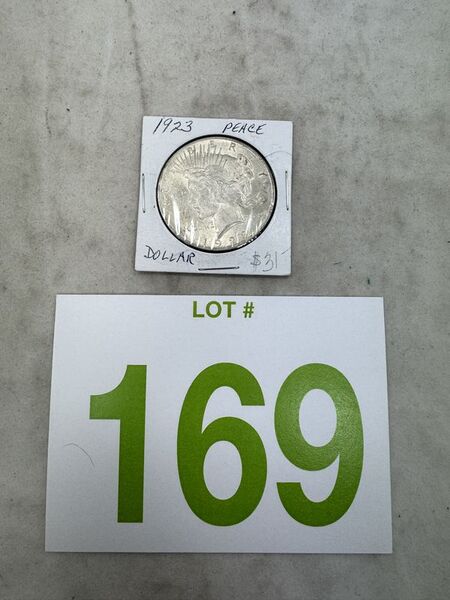 1923 PEACE
DOLLAR $31
LOT #
169